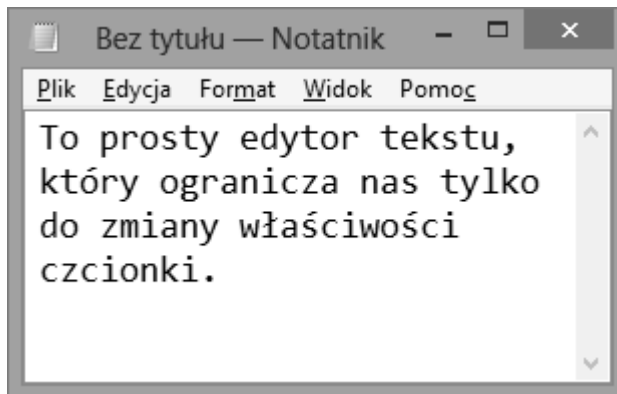 Bez tytułu — Notatnik
Plik Edycja Format Widok Pomoc
To prosty edytor tekstu,
który ogranicza nas tylko
do zmiany właściwości
czcionki.